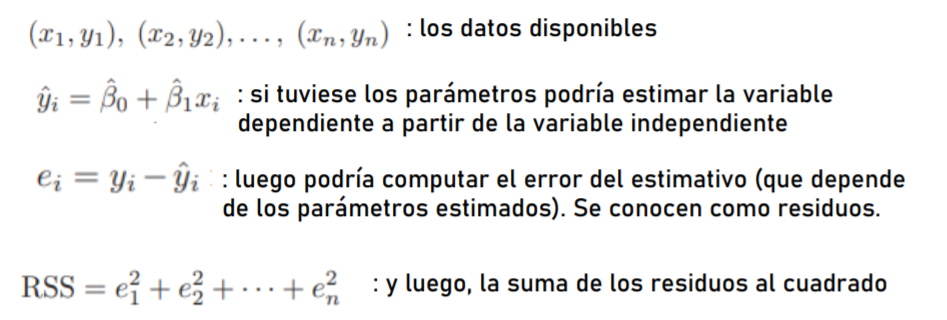 (x₁, y₁), (x₂, y₂), . . . , (xₙ, yₙ) : los datos disponibles
ŷᵢ = β̂₀ + β̂₁xᵢ : si tuviese los parámetros podría estimar la variable
dependiente a partir de la variable independiente
eᵢ = yᵢ − ŷᵢ : luego podría computar el error del estimativo (que depende
de los parámetros estimados). Se conocen como residuos.
RSS = e₁² + e₂² + · · · + eₙ² : y luego, la suma de los residuos al cuadrado